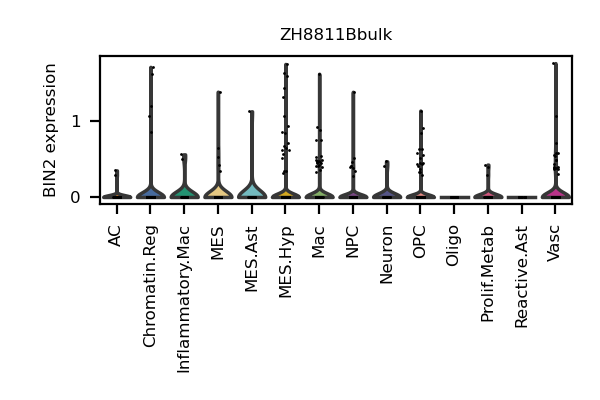 ZH8811Bbulk
BIN2 expression
1
0
AC
Chromatin.Reg
Inflammatory.Mac
MES
MES.Ast
MES.Hyp
Mac
NPC
Neuron
OPC
Oligo
Prolif.Metab
Reactive.Ast
Vasc